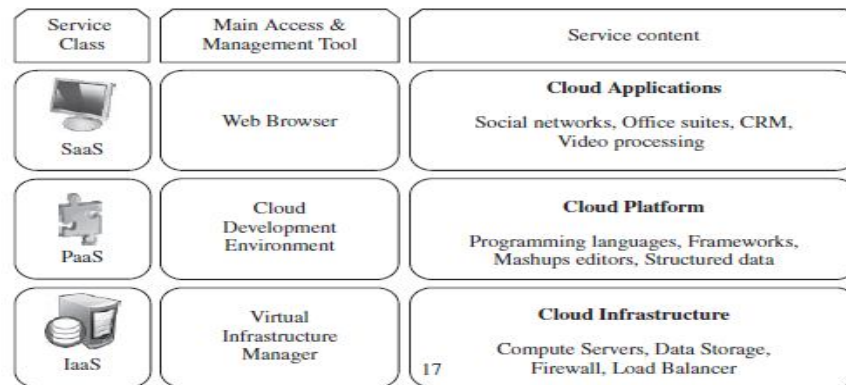 Service
Class
Main Access &
Management Tool
Service content
SaaS
Web Browser
Cloud Applications
Social networks, Office suites, CRM,
Video processing
PaaS
Cloud
Development
Environment
Cloud Platform
Programming languages, Frameworks,
Mashups editors, Structured data
IaaS
Virtual
Infrastructure
Manager
17
Cloud Infrastructure
Compute Servers, Data Storage,
Firewall, Load Balancer